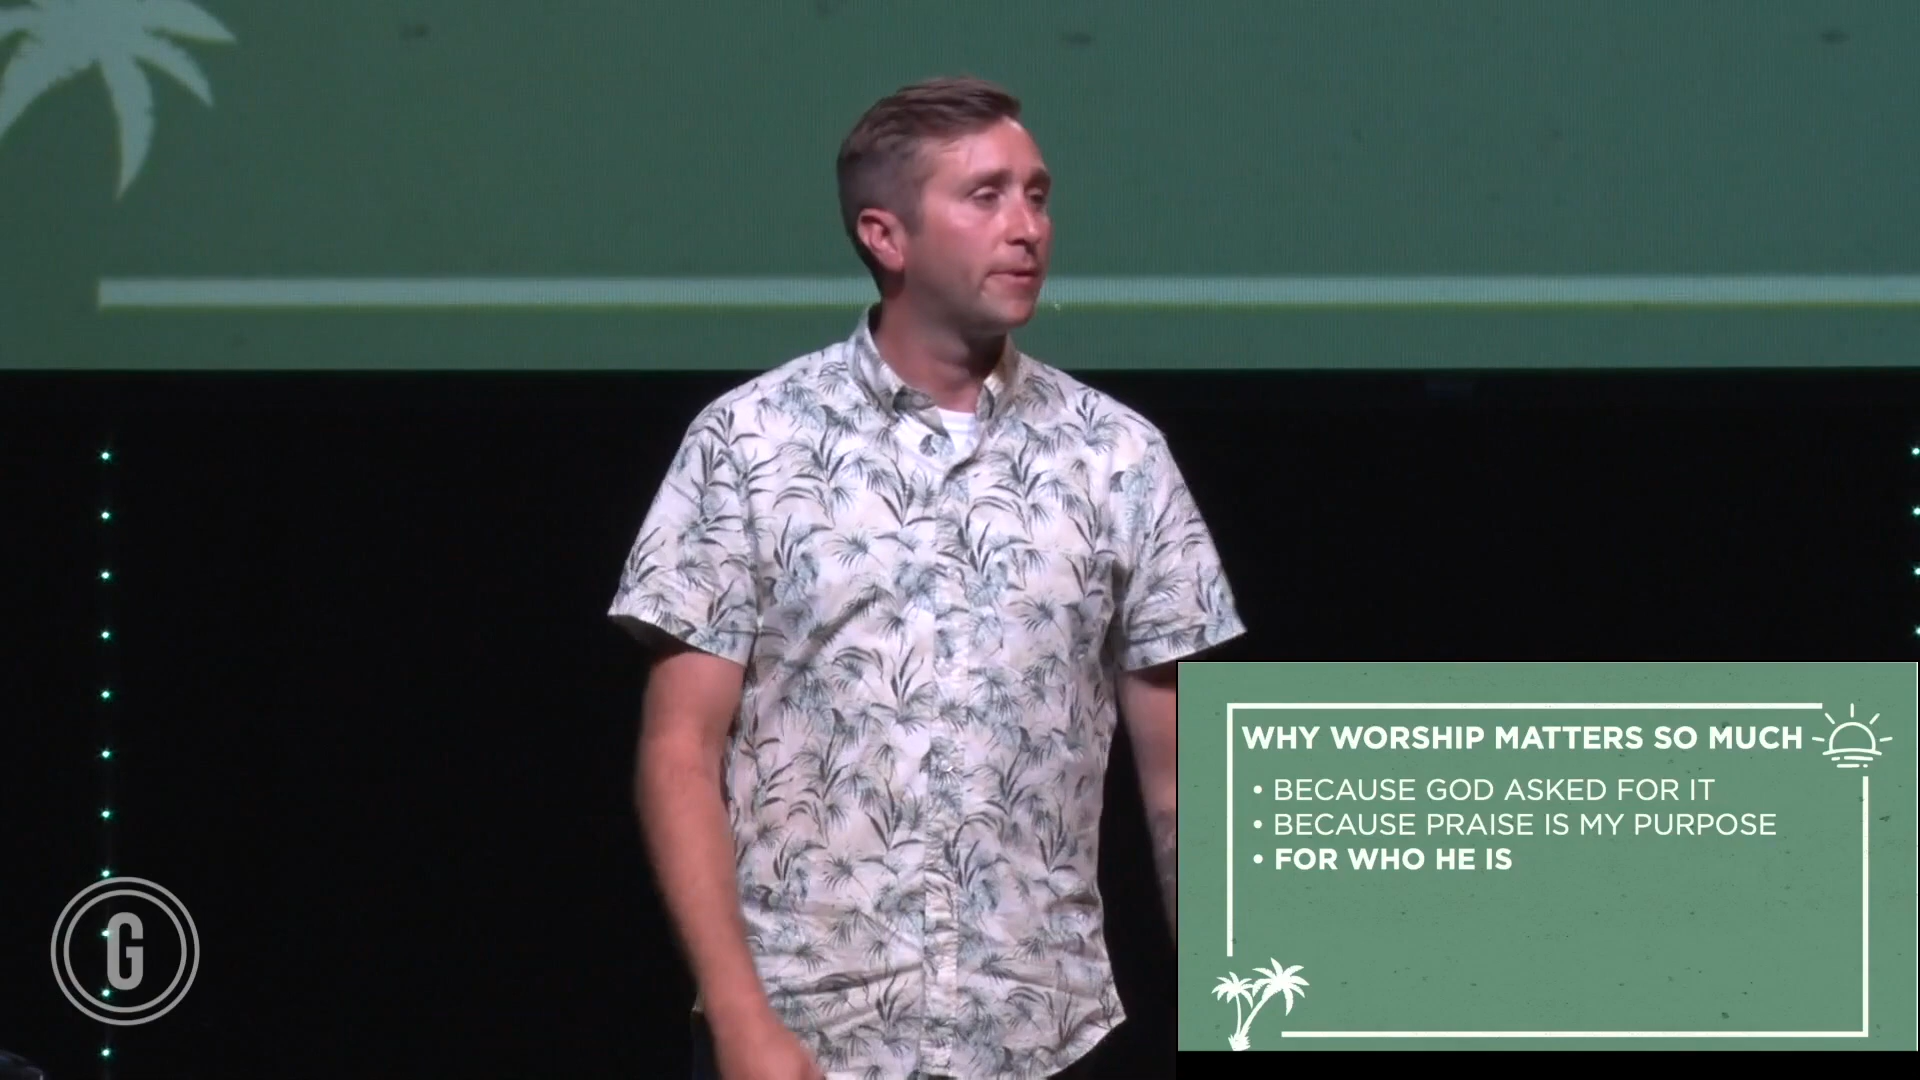 WHY WORSHIP MATTERS SO MUCH
• BECAUSE GOD ASKED FOR IT
• BECAUSE PRAISE IS MY PURPOSE
• FOR WHO HE IS
G